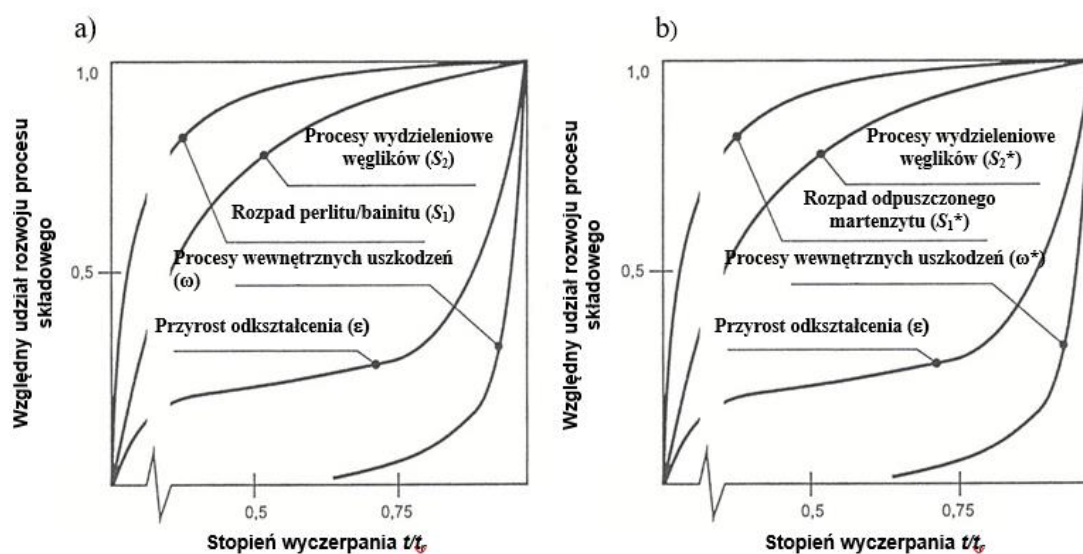 a)
Względny udział rozwoju procesu
składowego
1,0
0,5
Procesy wydzieleniowe
węglików (S₂)
Rozpad perlitu/bainitu (S₁)
Procesy wewnętrznych uszkodzeń
(ω)
Przyrost odkształcenia (ε)
0,5
0,75
Stopień wyczerpania t/tᵣ
b)
Względny udział rozwoju procesu
składowego
1,0
0,5
Procesy wydzieleniowe
węglików (S₂*)
Rozpad odpuszczonego
martenzytu (S₁*)
Procesy wewnętrznych uszkodzeń (ω*)
Przyrost odkształcenia (ε)
0,5
0,75
Stopień wyczerpania t/tᵣ